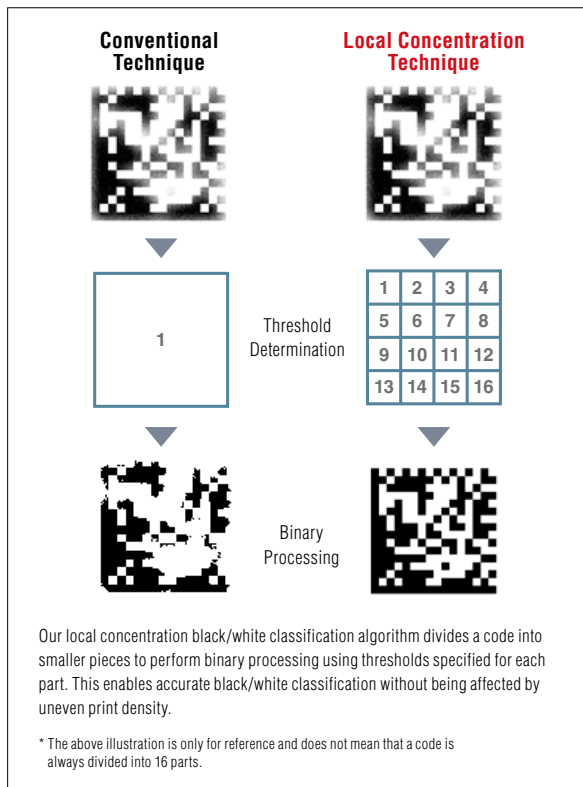 Conventional
Technique
Local Concentration
Technique
1
Threshold
Determination
1 2 3 4
5 6 7 8
9 10 11 12
13 14 15 16
Binary
Processing
Our local concentration black/white classification algorithm divides a code into
smaller pieces to perform binary processing using thresholds specified for each
part. This enables accurate black/white classification without being affected by
uneven print density.
* The above illustration is only for reference and does not mean that a code is
always divided into 16 parts.